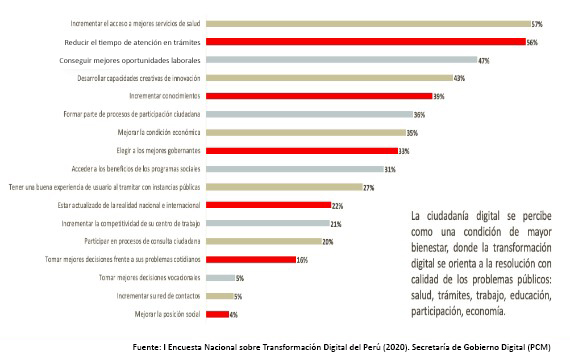 Incrementar el acceso a mejores servicios de salud 57%
Reducir el tiempo de atención en trámites 56%
Conseguir mejores oportunidades laborales 47%
Desarrollar capacidades creativas de innovación 43%
Incrementar conocimientos 39%
Formar parte de procesos de participación ciudadana 36%
Mejorar la condición económica 35%
Elegir a los mejores gobernantes 33%
Acceder a los beneficios de los programas sociales 31%
Tener una buena experiencia de usuario al tramitar con instancias públicas 27%
Estar actualizado de la realidad nacional e internacional 22%
Incrementar la competitividad de su centro de trabajo 21%
Participar en procesos de consulta ciudadana 20%
Tomar mejores decisiones frente a sus problemas cotidianos 16%
Tomar mejores decisiones vocacionales 5%
Incrementar su red de contactos 5%
Mejorar la posición social 4%
La ciudadanía digital se percibe
como una condición de mayor
bienestar, donde la transformación
digital se orienta a la resolución con
calidad de los problemas públicos:
salud, trámites, trabajo, educación,
participación, economía.
Fuente: I Encuesta Nacional sobre Transformación Digital del Perú (2020). Secretaría de Gobierno Digital (PCM)